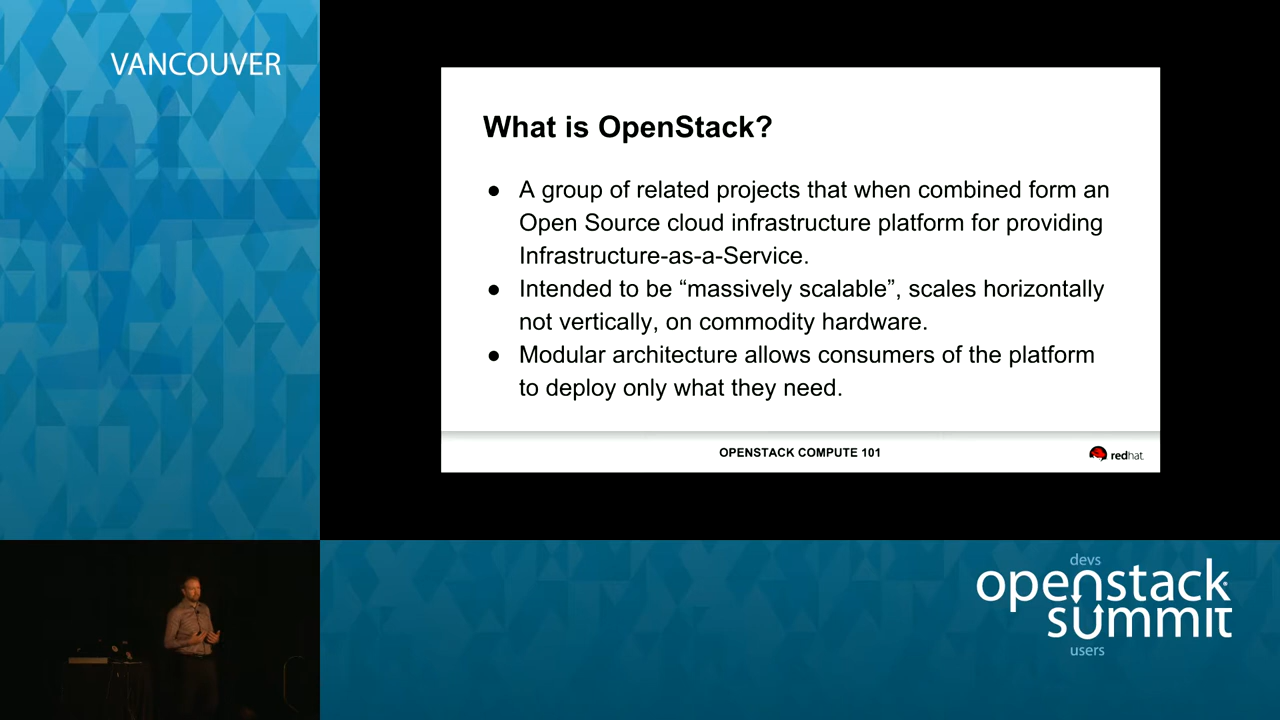 VANCOUVER
What is OpenStack?
● A group of related projects that when combined form an
Open Source cloud infrastructure platform for providing
Infrastructure-as-a-Service.
● Intended to be “massively scalable”, scales horizontally
not vertically, on commodity hardware.
● Modular architecture allows consumers of the platform
to deploy only what they need.
OPENSTACK COMPUTE 101
redhat
devs
openstack
summit
users